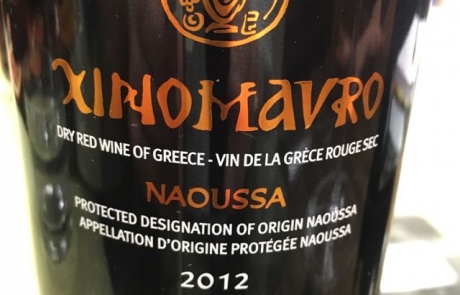 XINOMAVRO
DRY RED WINE OF GREECE - VIN DE LA GRÈCE ROUGE SEC
NAOUSSA
PROTECTED DESIGNATION OF ORIGIN NAOUSSA
APPELLATION D'ORIGINE PROTÉGÉE NAOUSSA
2012